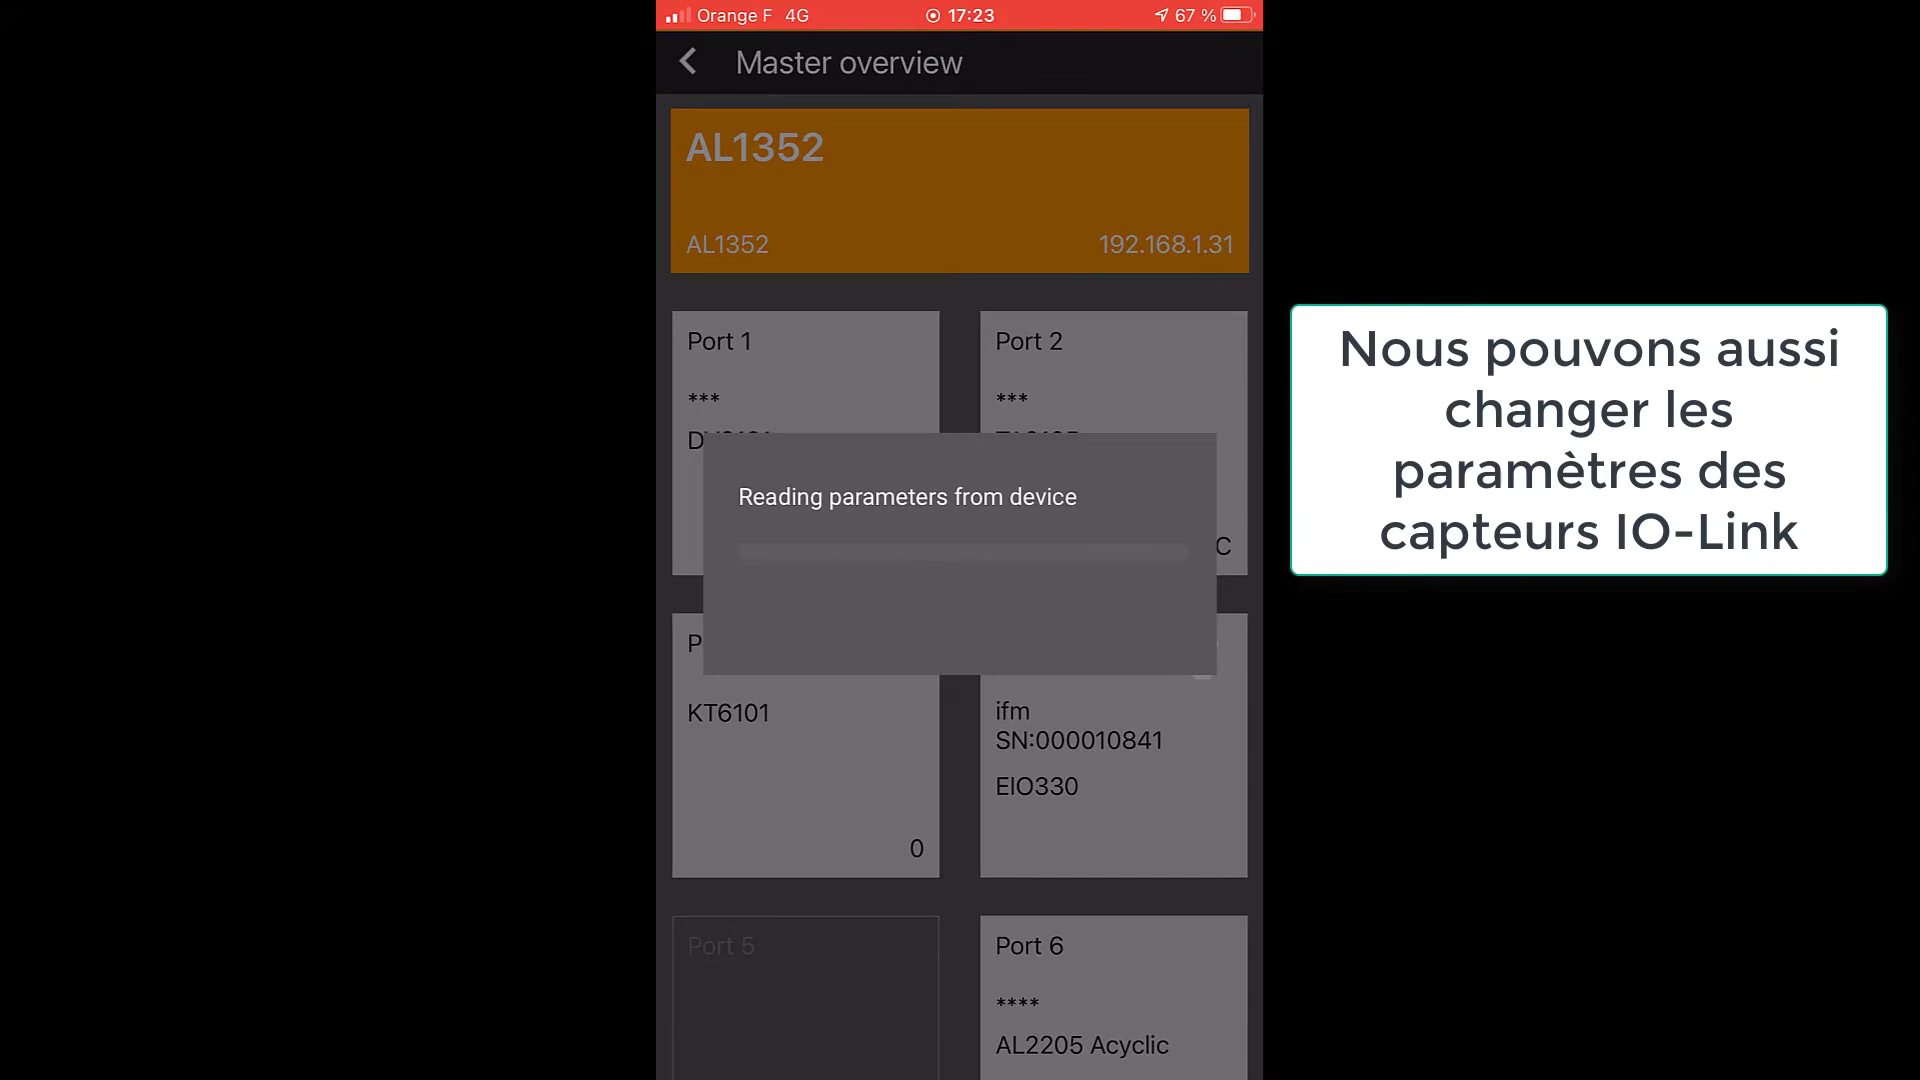 Orange F 4G 17:23 67 %
Master overview
AL1352
AL1352 192.168.1.31
Port 1
***
Port 2
***
Reading parameters from device
C
KT6101
0
ifm
SN:000010841
EIO330
Port 5
Port 6
****
AL2205 Acyclic
Nous pouvons aussi
changer les
paramètres des
capteurs IO-Link